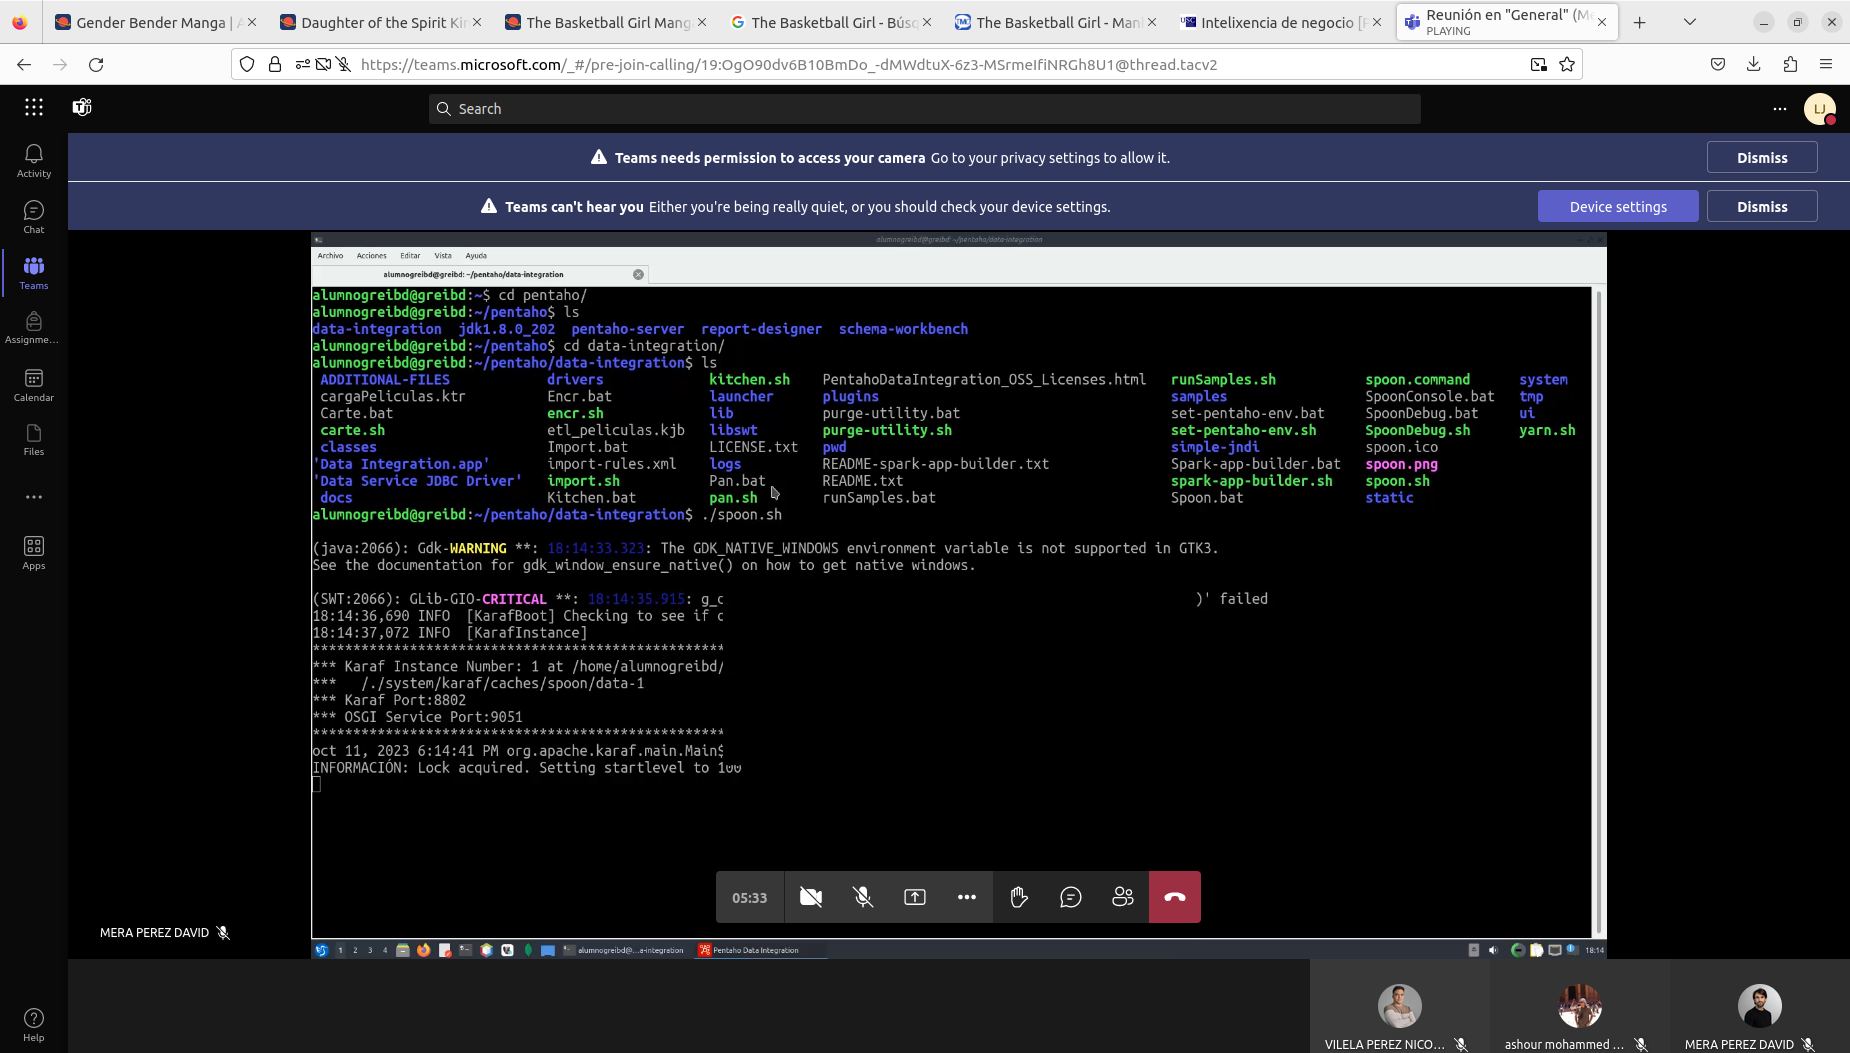 Gender Bender Manga | A
Daughter of the Spirit Kin
The Basketball Girl Mang
The Basketball Girl - Búsq
The Basketball Girl - Man
Intelixencia de negocio [P
Reunión en "General" (Me
PLAYING
https://teams.microsoft.com/_#/pre-join-calling/19:OgO90dv6B10BmDo_-dMWdtuX-6z3-MSrmeIfiNRGh8U1@thread.tacv2
Search
LJ
Activity
Chat
Teams
Assignme...
Calendar
Files
Apps
Help
Teams needs permission to access your camera Go to your privacy settings to allow it.
Dismiss
Teams can't hear you Either you're being really quiet, or you should check your device settings.
Device settings
Dismiss
alumnogreibd@greibd: ~/pentaho/data-integration
Archivo Acciones Editar Vista Ayuda
alumnogreibd@greibd: ~/pentaho/data-integration
alumnogreibd@greibd:~$ cd pentaho/
alumnogreibd@greibd:~/pentaho$ ls
data-integration jdk1.8.0_202 pentaho-server report-designer schema-workbench
alumnogreibd@greibd:~/pentaho$ cd data-integration/
alumnogreibd@greibd:~/pentaho/data-integration$ ls
ADDITIONAL-FILES drivers kitchen.sh PentahoDataIntegration_OSS_Licenses.html runSamples.sh spoon.command system
cargaPeliculas.ktr Encr.bat launcher plugins samples SpoonConsole.bat tmp
Carte.bat encr.sh lib purge-utility.bat set-pentaho-env.bat SpoonDebug.bat ui
carte.sh etl_peliculas.kjb libswt purge-utility.sh set-pentaho-env.sh SpoonDebug.sh yarn.sh
classes Import.bat LICENSE.txt pwd simple-jndi spoon.ico
'Data Integration.app' import-rules.xml logs README-spark-app-builder.txt Spark-app-builder.bat spoon.png
'Data Service JDBC Driver' import.sh Pan.bat README.txt spark-app-builder.sh spoon.sh
docs Kitchen.bat pan.sh runSamples.bat Spoon.bat static
alumnogreibd@greibd:~/pentaho/data-integration$ ./spoon.sh
(java:2066): Gdk-WARNING **: 18:14:33.323: The GDK_NATIVE_WINDOWS environment variable is not supported in GTK3.
See the documentation for gdk_window_ensure_native() on how to get native windows.
(SWT:2066): GLib-GIO-CRITICAL **: 18:14:35.915: g_c )' failed
18:14:36,690 INFO [KarafBoot] Checking to see if c
18:14:37,072 INFO [KarafInstance]
***************************************************
*** Karaf Instance Number: 1 at /home/alumnogreibd/
*** /./system/karaf/caches/spoon/data-1
*** Karaf Port:8802
*** OSGI Service Port:9051
***************************************************
oct 11, 2023 6:14:41 PM org.apache.karaf.main.Main$
INFORMACIÓN: Lock acquired. Setting startlevel to 100
05:33
MERA PEREZ DAVID
1 2 3 4 alumnogreibd@...a-integration Pentaho Data Integration 18:14
VILELA PEREZ NICO...
ashour mohammed ...
MERA PEREZ DAVID